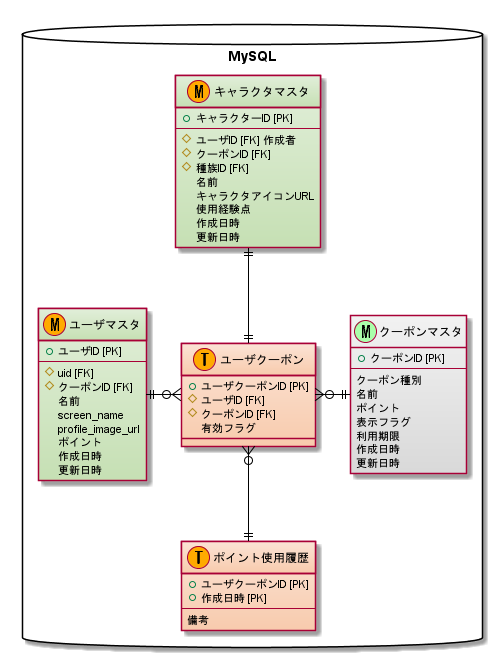 MySQL
M キャラクタマスタ
キャラクターID [PK]
ユーザID [FK] 作成者
クーポンID [FK]
種族ID [FK]
名前
キャラクタアイコンURL
使用経験点
作成日時
更新日時
M ユーザマスタ
ユーザID [PK]
uid [FK]
クーポンID [FK]
名前
screen_name
profile_image_url
ポイント
作成日時
更新日時
T ユーザクーポン
ユーザクーポンID [PK]
ユーザID [FK]
クーポンID [FK]
有効フラグ
M クーポンマスタ
クーポンID [PK]
クーポン種別
名前
ポイント
表示フラグ
利用期限
作成日時
更新日時
T ポイント使用履歴
ユーザクーポンID [PK]
作成日時 [PK]
備考